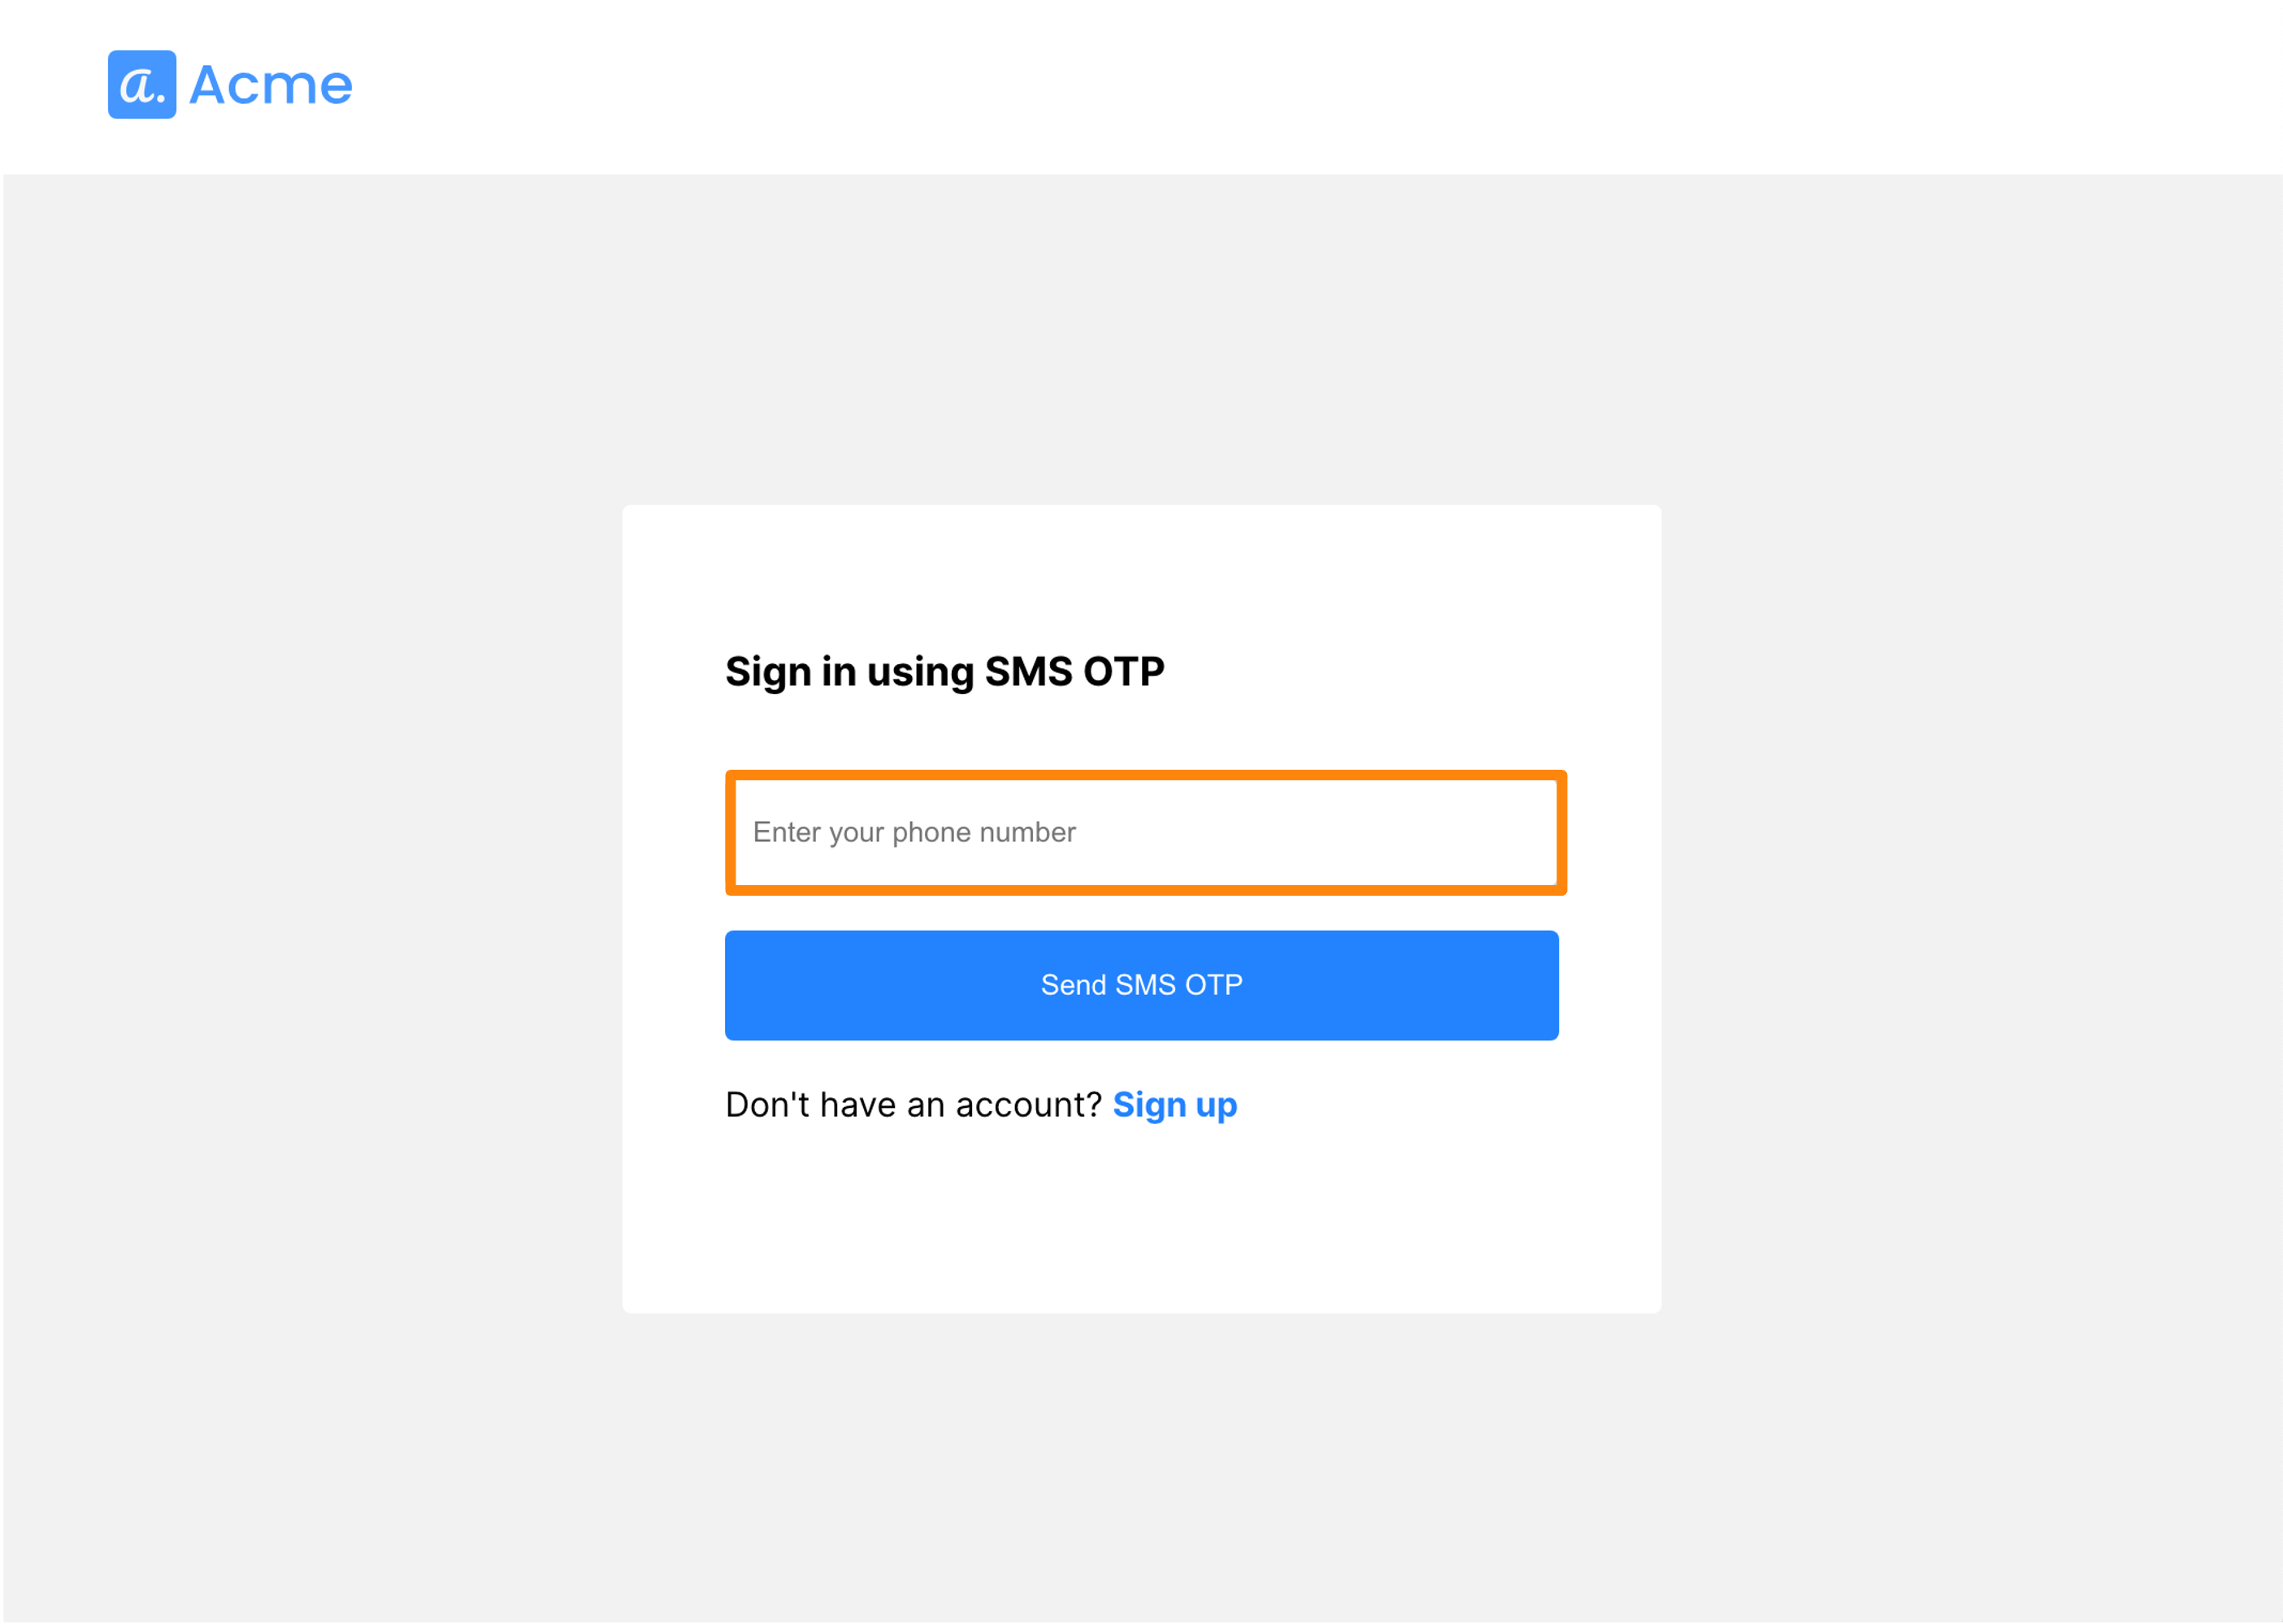 a. Acme
Sign in using SMS OTP
Enter your phone number
Send SMS OTP
Don't have an account? Sign up